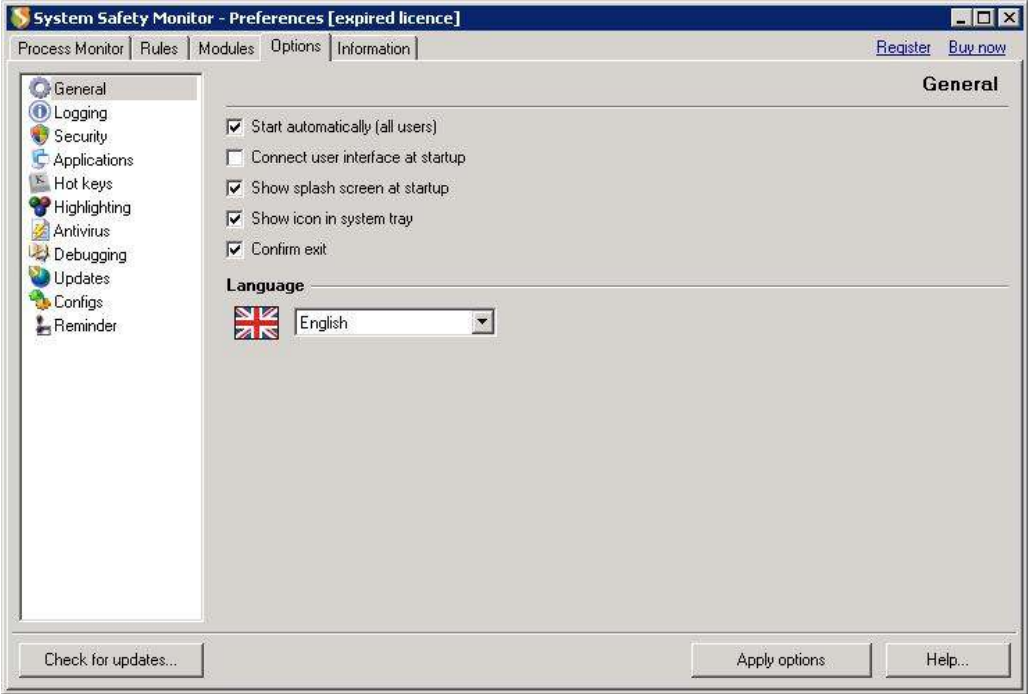 System Safety Monitor - Preferences [expired licence]
Process Monitor Rules Modules Options Information Register Buy now
General
Logging
Security
Applications
Hot keys
Highlighting
Antivirus
Debugging
Updates
Configs
Reminder
General
Start automatically (all users)
Connect user interface at startup
Show splash screen at startup
Show icon in system tray
Confirm exit
Language
English
Check for updates... Apply options Help...